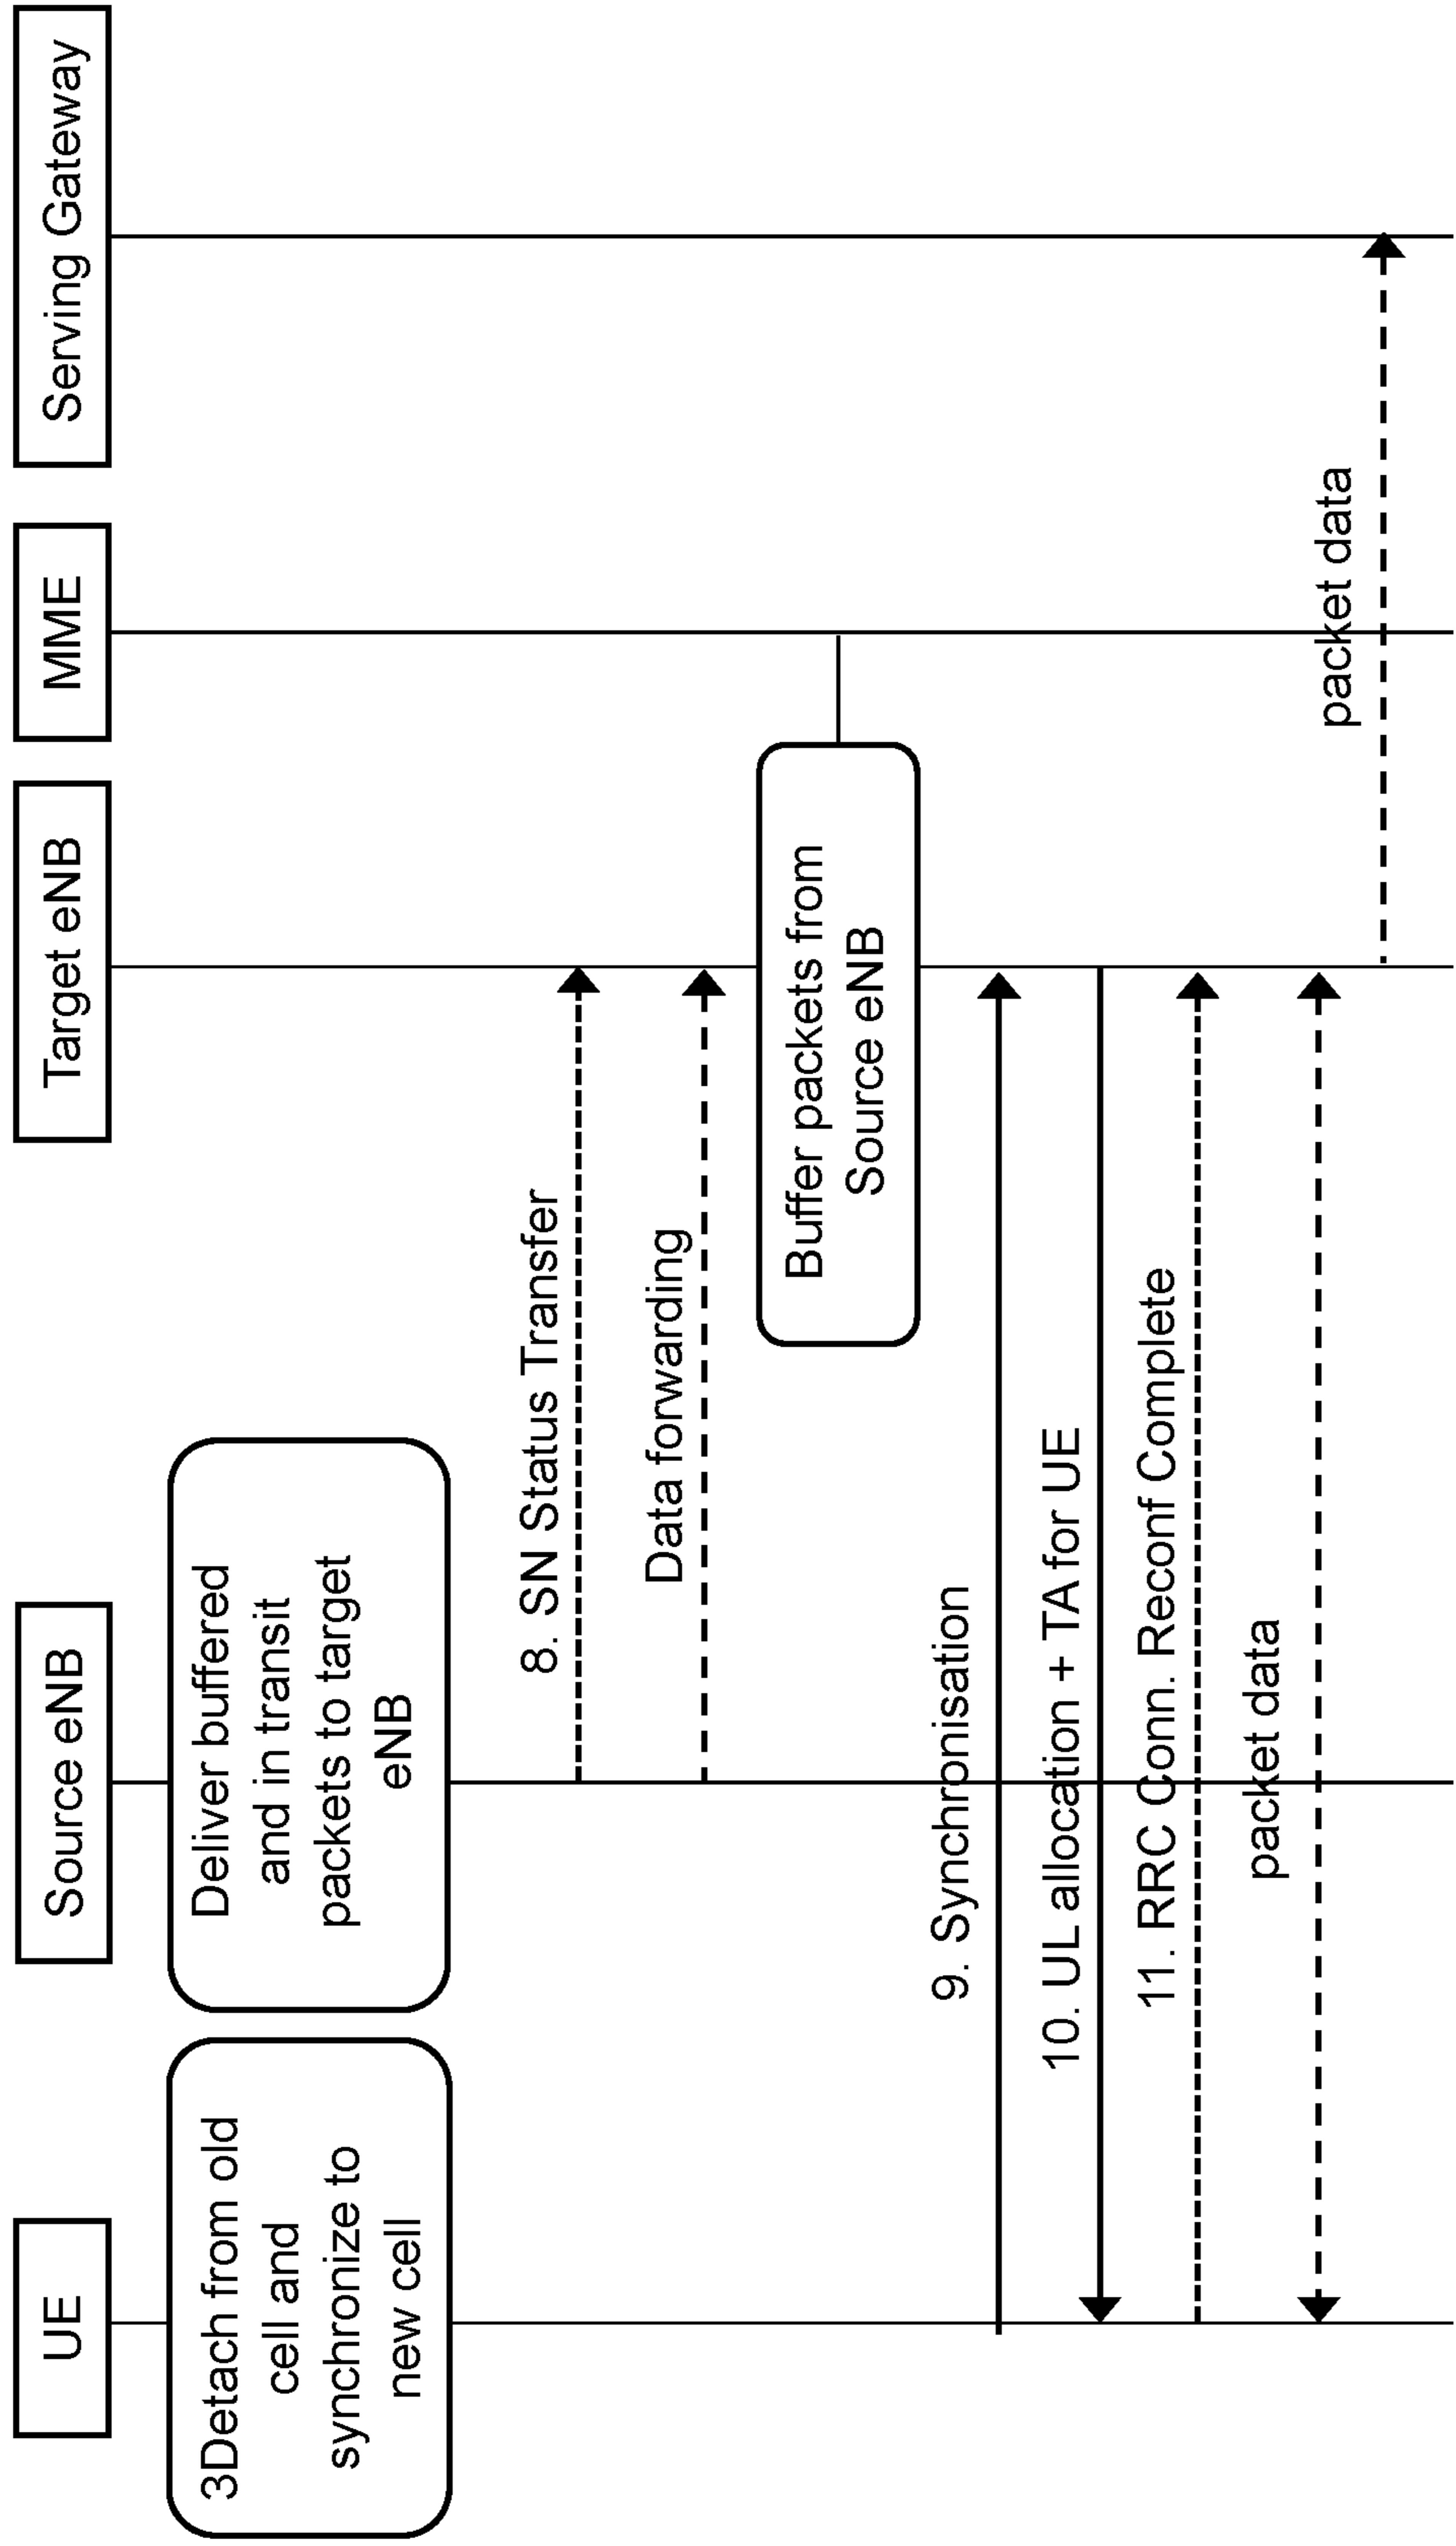 UE
Source eNB
Target eNB
MME
Serving Gateway
3Detach from old
cell and
synchronize to
new cell
Deliver buffered
and in transit
packets to target
eNB
8. SN Status Transfer
Data forwarding
Buffer packets from
Source eNB
9. Synchronisation
10. UL allocation + TA for UE
11. RRC Conn. Reconf Complete
packet data
packet data